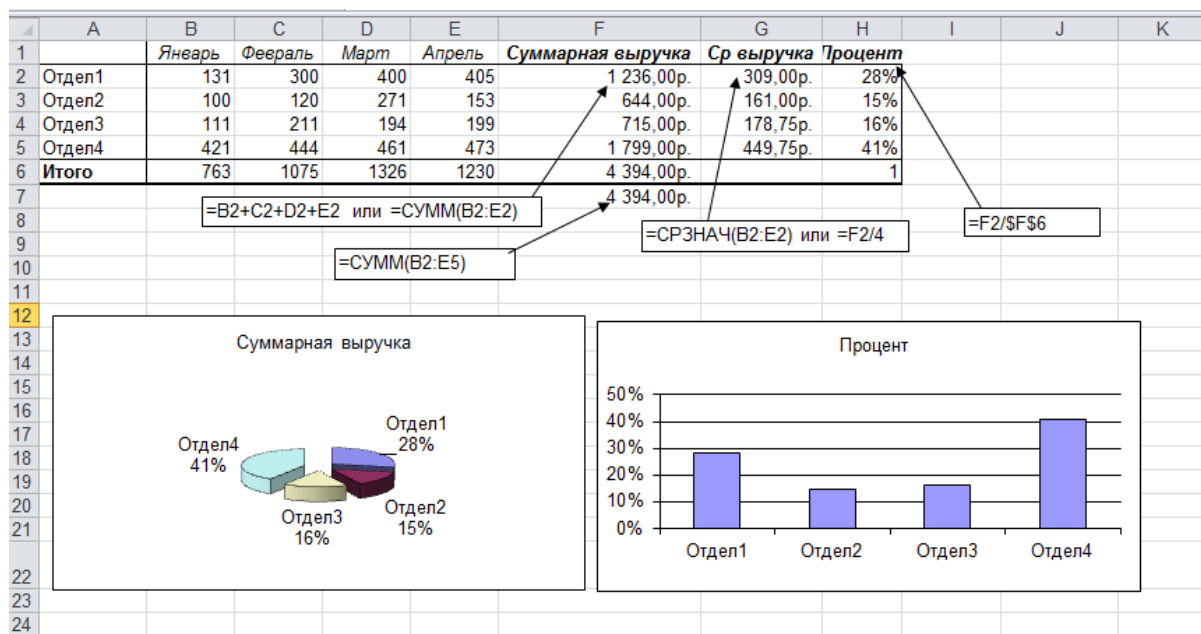 A B C D E F G H I J K
1 Январь Февраль Март Апрель Суммарная выручка Ср выручка Процент
2 Отдел1 131 300 400 405 1 236,00р. 309,00р. 28%
3 Отдел2 100 120 271 153 644,00р. 161,00р. 15%
4 Отдел3 111 211 194 199 715,00р. 178,75р. 16%
5 Отдел4 421 444 461 473 1 799,00р. 449,75р. 41%
6 Итого 763 1075 1326 1230 4 394,00р. 1
7 4 394,00р.
=B2+C2+D2+E2 или =СУММ(B2:E2)
8 =F2/$F$6
9 =СРЗНАЧ(B2:E2) или =F2/4
10 =СУММ(B2:E5)
11
12
13 Суммарная выручка
14
15
16
17
18
19
20
21
22
23
24
Отдел1
28%
Отдел4
41%
Отдел2
15%
Отдел3
16%
Процент
50%
40%
30%
20%
10%
0%
Отдел1 Отдел2 Отдел3 Отдел4